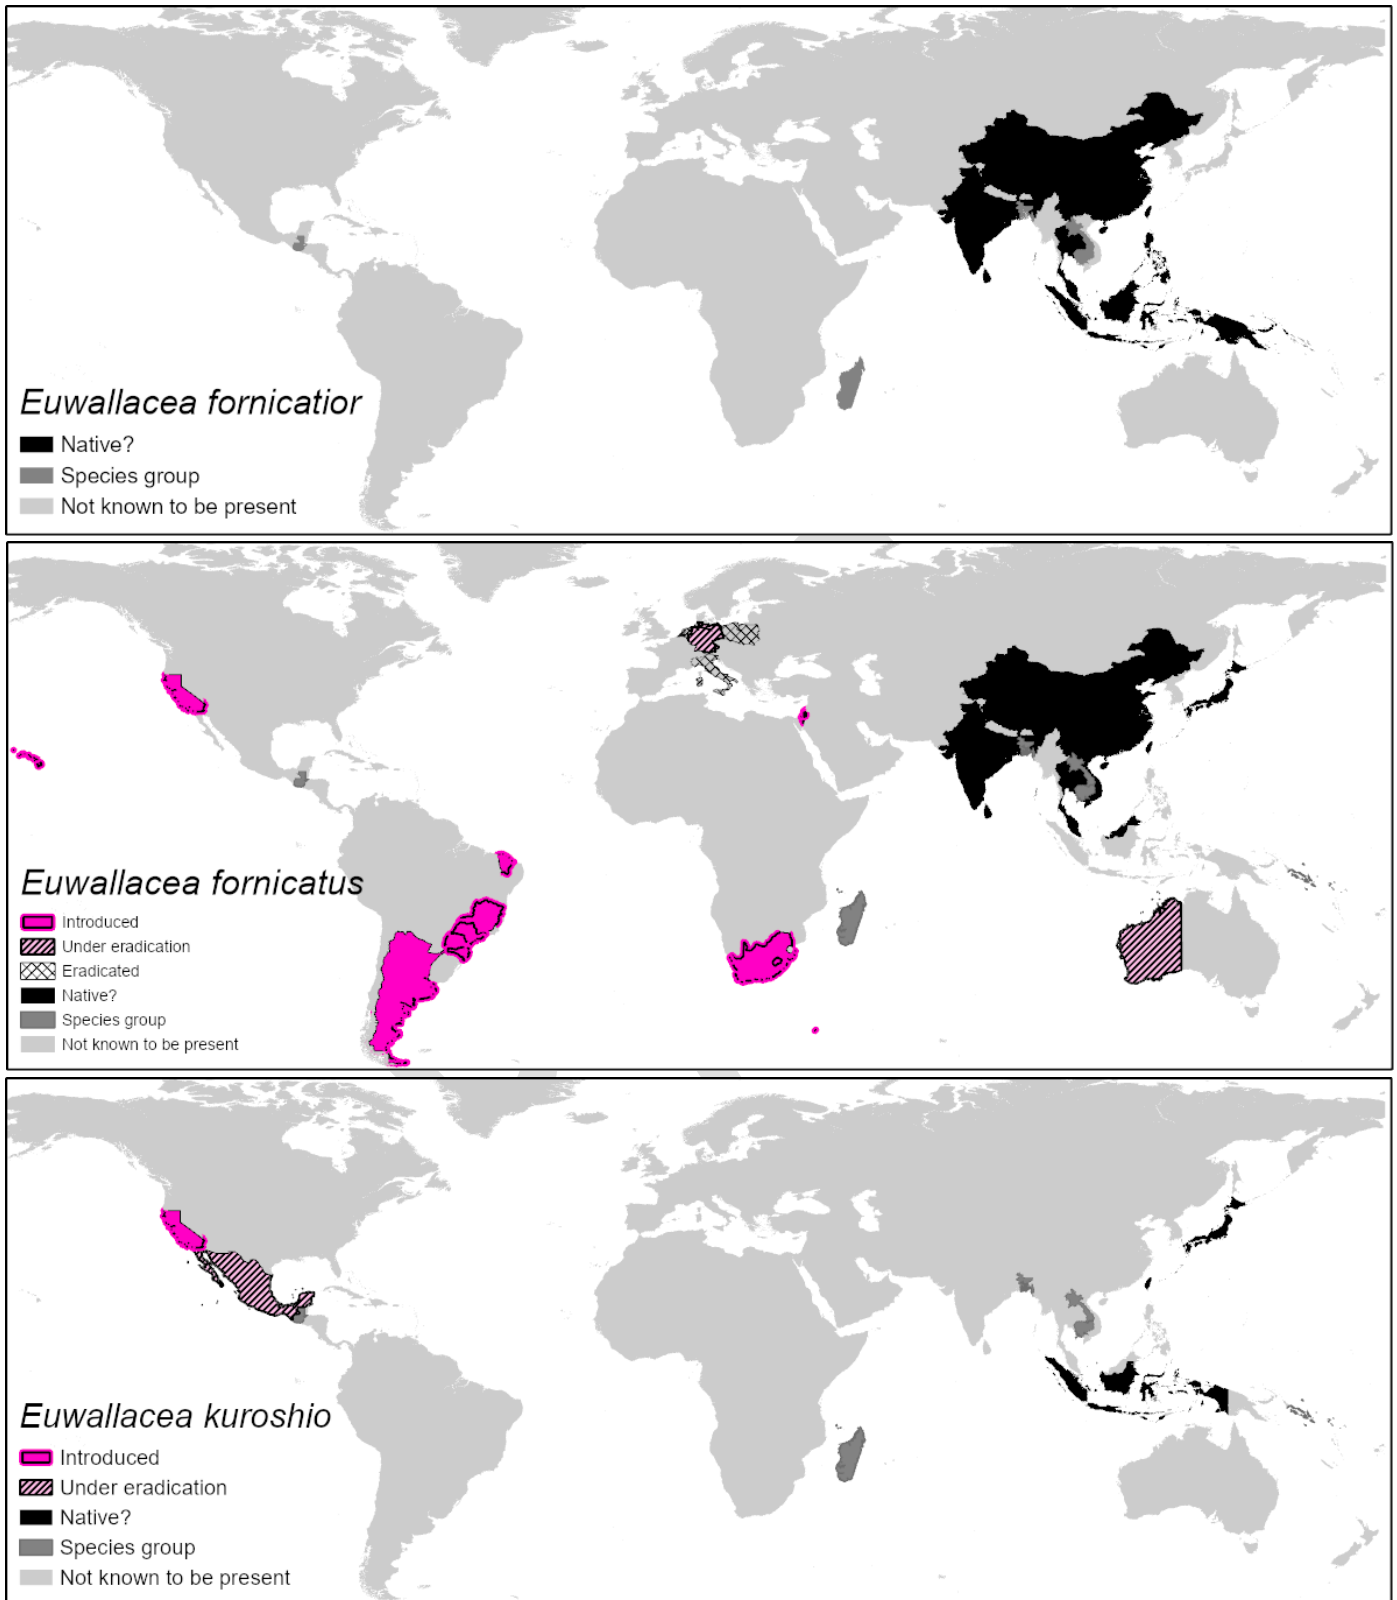 Euwallacea fornicatior
Native?
Species group
Not known to be present
Euwallacea fornicatus
Introduced
Under eradication
Eradicated
Native?
Species group
Not known to be present
Euwallacea kuroshio
Introduced
Under eradication
Native?
Species group
Not known to be present